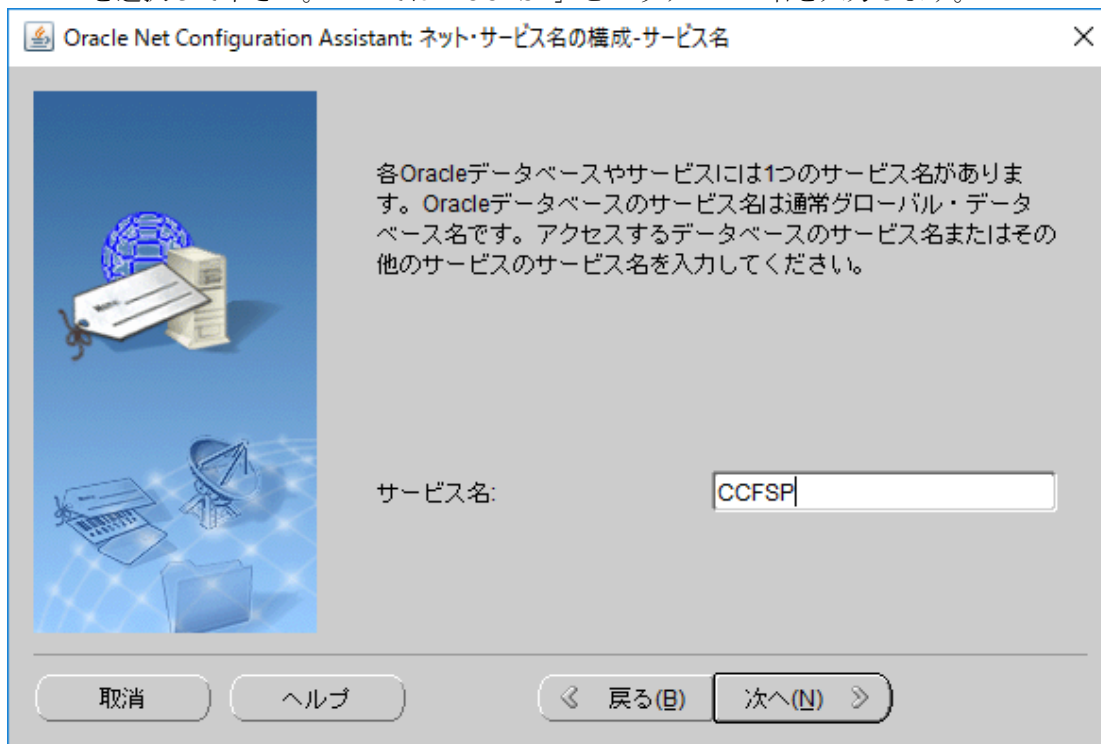 Oracle Net Configuration Assistant: ネット・サービス名の構成-サービス名
各Oracleデータベースやサービスには1つのサービス名がありま
す。Oracleデータベースのサービス名は通常グローバル・データ
ベース名です。アクセスするデータベースのサービス名またはその
他のサービスのサービス名を入力してください。
サービス名:
CCFSP
取消
ヘルプ
戻る(B)
次へ(N)